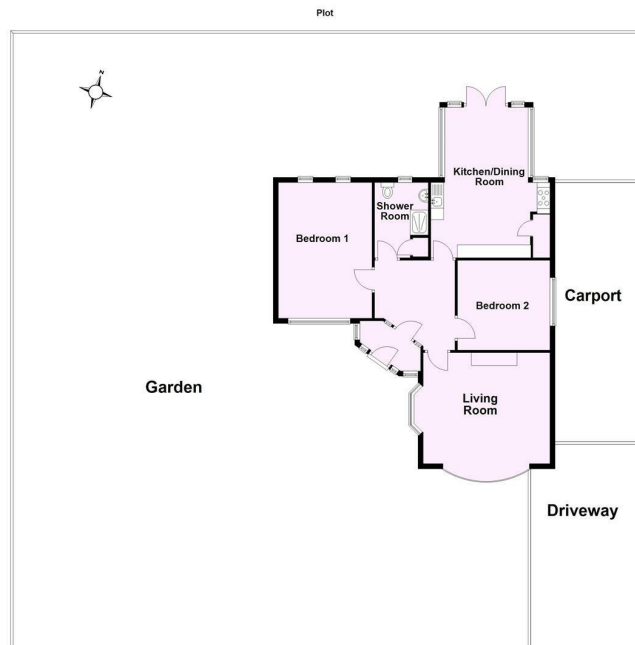 Plot
N
Kitchen/Dining
Room
Shower
Room
Bedroom 1
Bedroom 2
Carport
Garden
Living
Room
Driveway